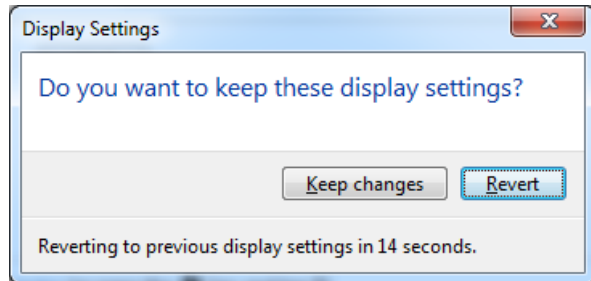 Display Settings
Do you want to keep these display settings?
Keep changes
Revert
Reverting to previous display settings in 14 seconds.